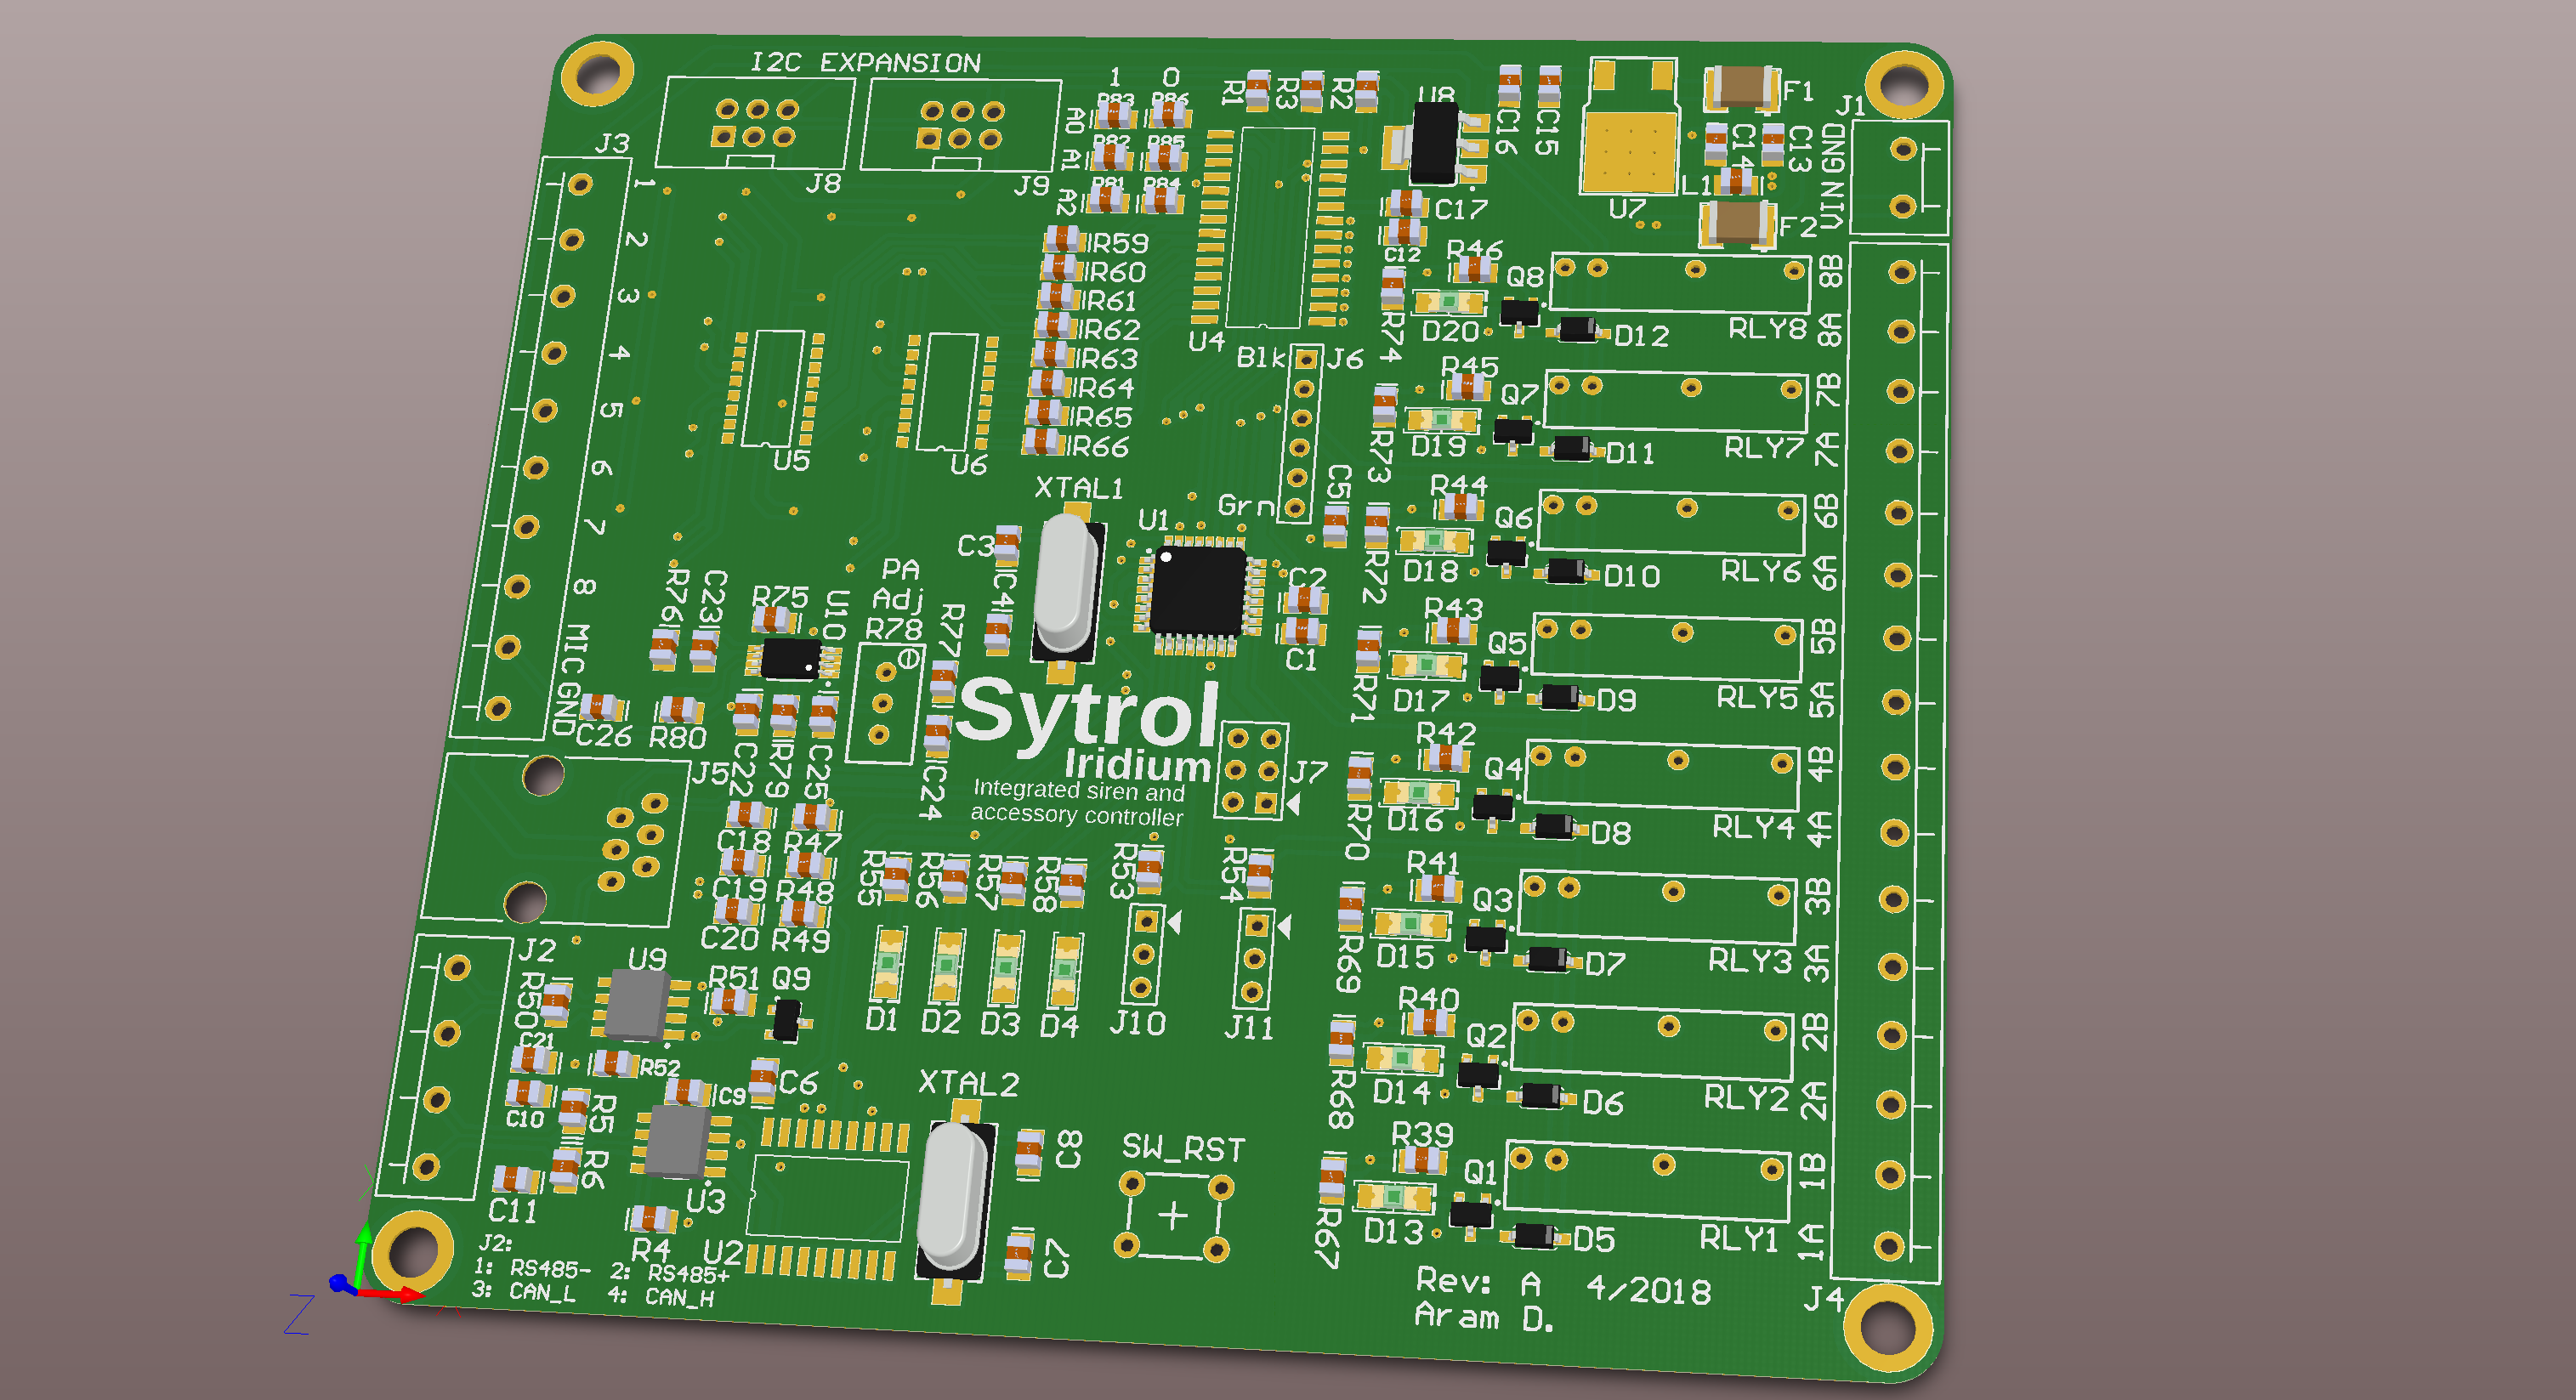 I2C EXPANSION
1 0
R83 R86
A0
R82 R85
A1
R81 R84
A2
R1 R3 R2
U8
C16 C15
U7
F1
J1
C14 C13
GND
VIN
L1
F2
J3
J8 J9
1
2
3
4
5
6
7
8
MIC
GND
R59
R60
R61
R62
R63
R64
R65
R66
U4
C17
C12
R46
Q8
D20
D12
R74
RLY8
8B
8A
Blk J6
Grn
R45
Q7
D19
D11
R73
RLY7
7B
7A
U5 U6
XTAL1
U1
C5
R44
Q6
D18
D10
R72
RLY6
6B
6A
C3
C4
C2
C1
PA
Adj
R78
R77
R76 C23 R75 U10
R43
Q5
D17
D9
R71
RLY5
5B
5A
C26 R80
C22 R79 C25
C24
J5
Sytrol
Iridium
Integrated siren and
accessory controller
J7
R42
Q4
D16
D8
R70
RLY4
4B
4A
C18 R47
C19 R48
C20 R49
R55 R56 R57 R58 R53 R54
R41
Q3
D15
D7
R69
RLY3
3B
3A
J2
U9
R50
R51 Q9
D1 D2 D3 D4 J10 J11
R40
Q2
D14
D6
R68
RLY2
2B
2A
C21
R52
C10
R5
C9
C6
XTAL2
R6
C11
U3
R4
U2
C8
C7
SW_RST
R39
Q1
D13
D5
R67
RLY1
1B
1A
J2:
1: RS485- 2: RS485+
3: CAN_L 4: CAN_H
Rev: A 4/2018
Aram D.
J4
Z